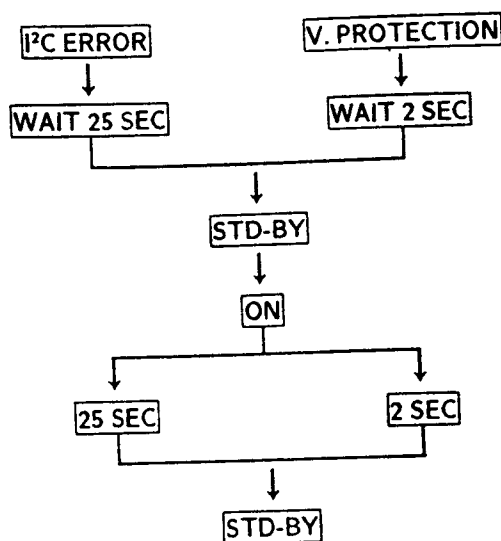 I²C ERROR
V. PROTECTION
WAIT 25 SEC
WAIT 2 SEC
STD-BY
ON
25 SEC
2 SEC
STD-BY